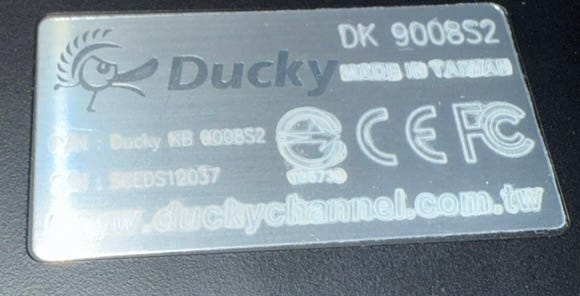 DK 9008S2
Ducky MADE IN TAIWAN
P/N : Ducky KB 9008S2
CE FC
www.duckychannel.com.tw